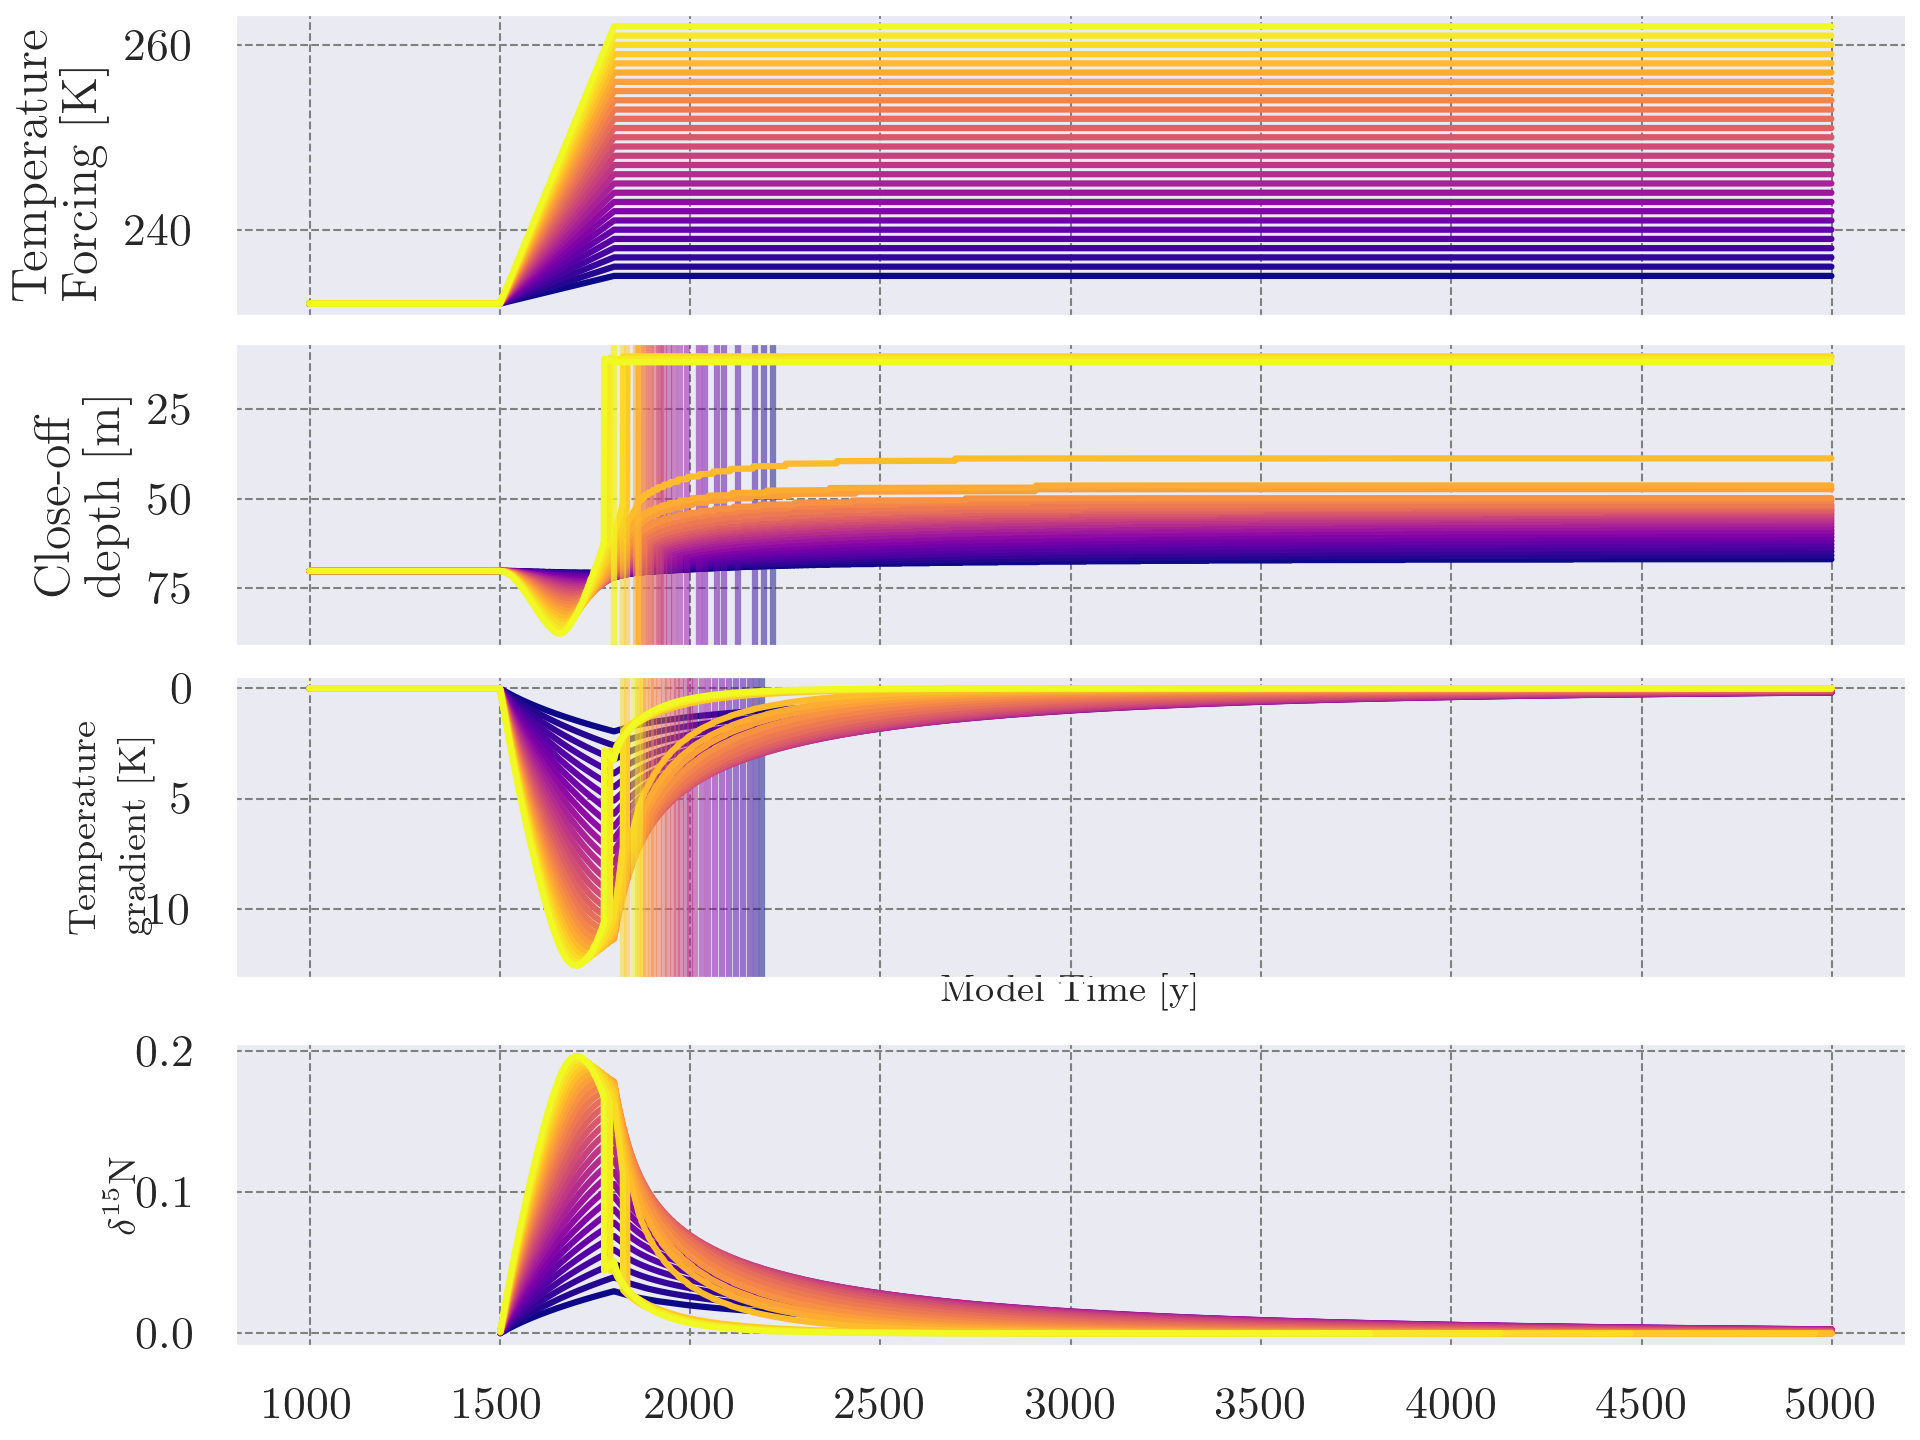 Temperature
Forcing [K]
260
240
Close-off
depth [m]
25
50
75
Temperature
gradient [K]
0
5
10
Model Time [y]
δ¹⁵N
0.2
0.1
0.0
1000 1500 2000 2500 3000 3500 4000 4500 5000